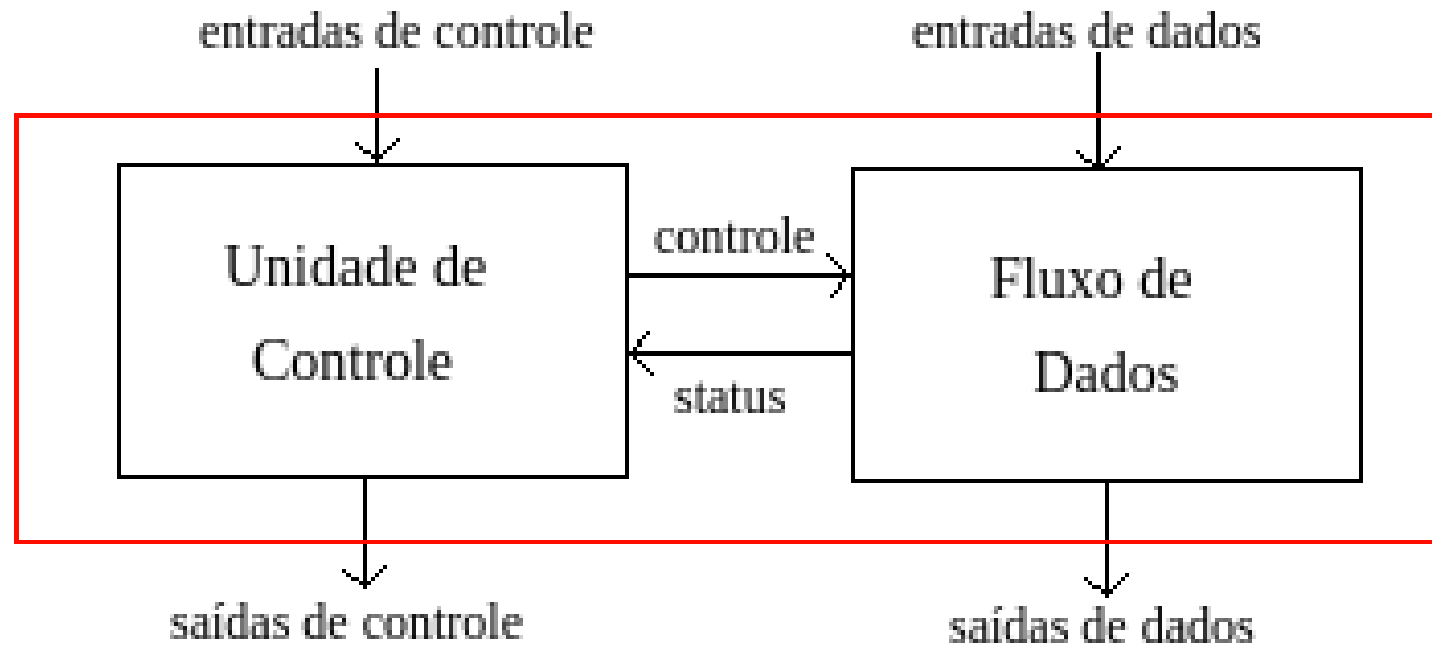 entradas de controle
entradas de dados
Unidade de
Controle
controle
status
Fluxo de
Dados
saídas de controle
saídas de dados